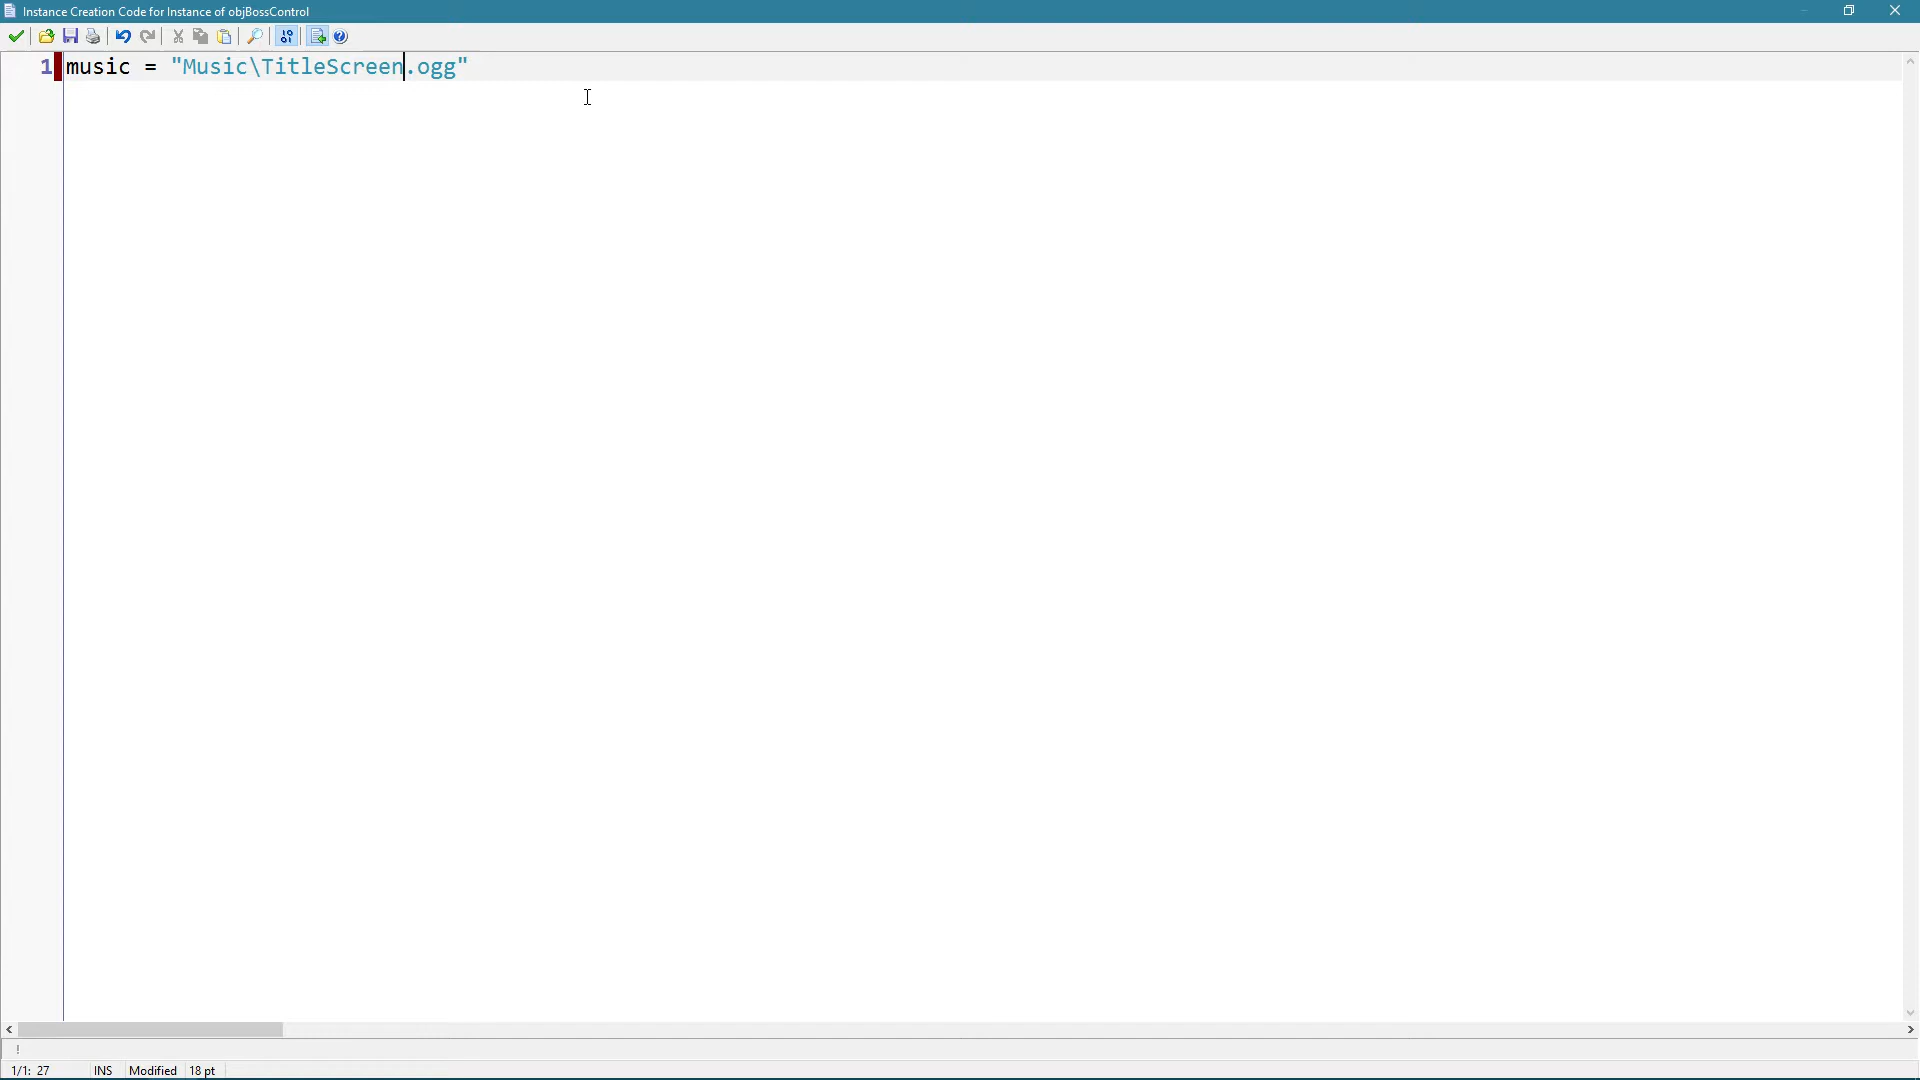 Instance Creation Code for Instance of objBossControl
1 music = "Music\TitleScreen.ogg"
!
1/1: 27 INS Modified 18 pt